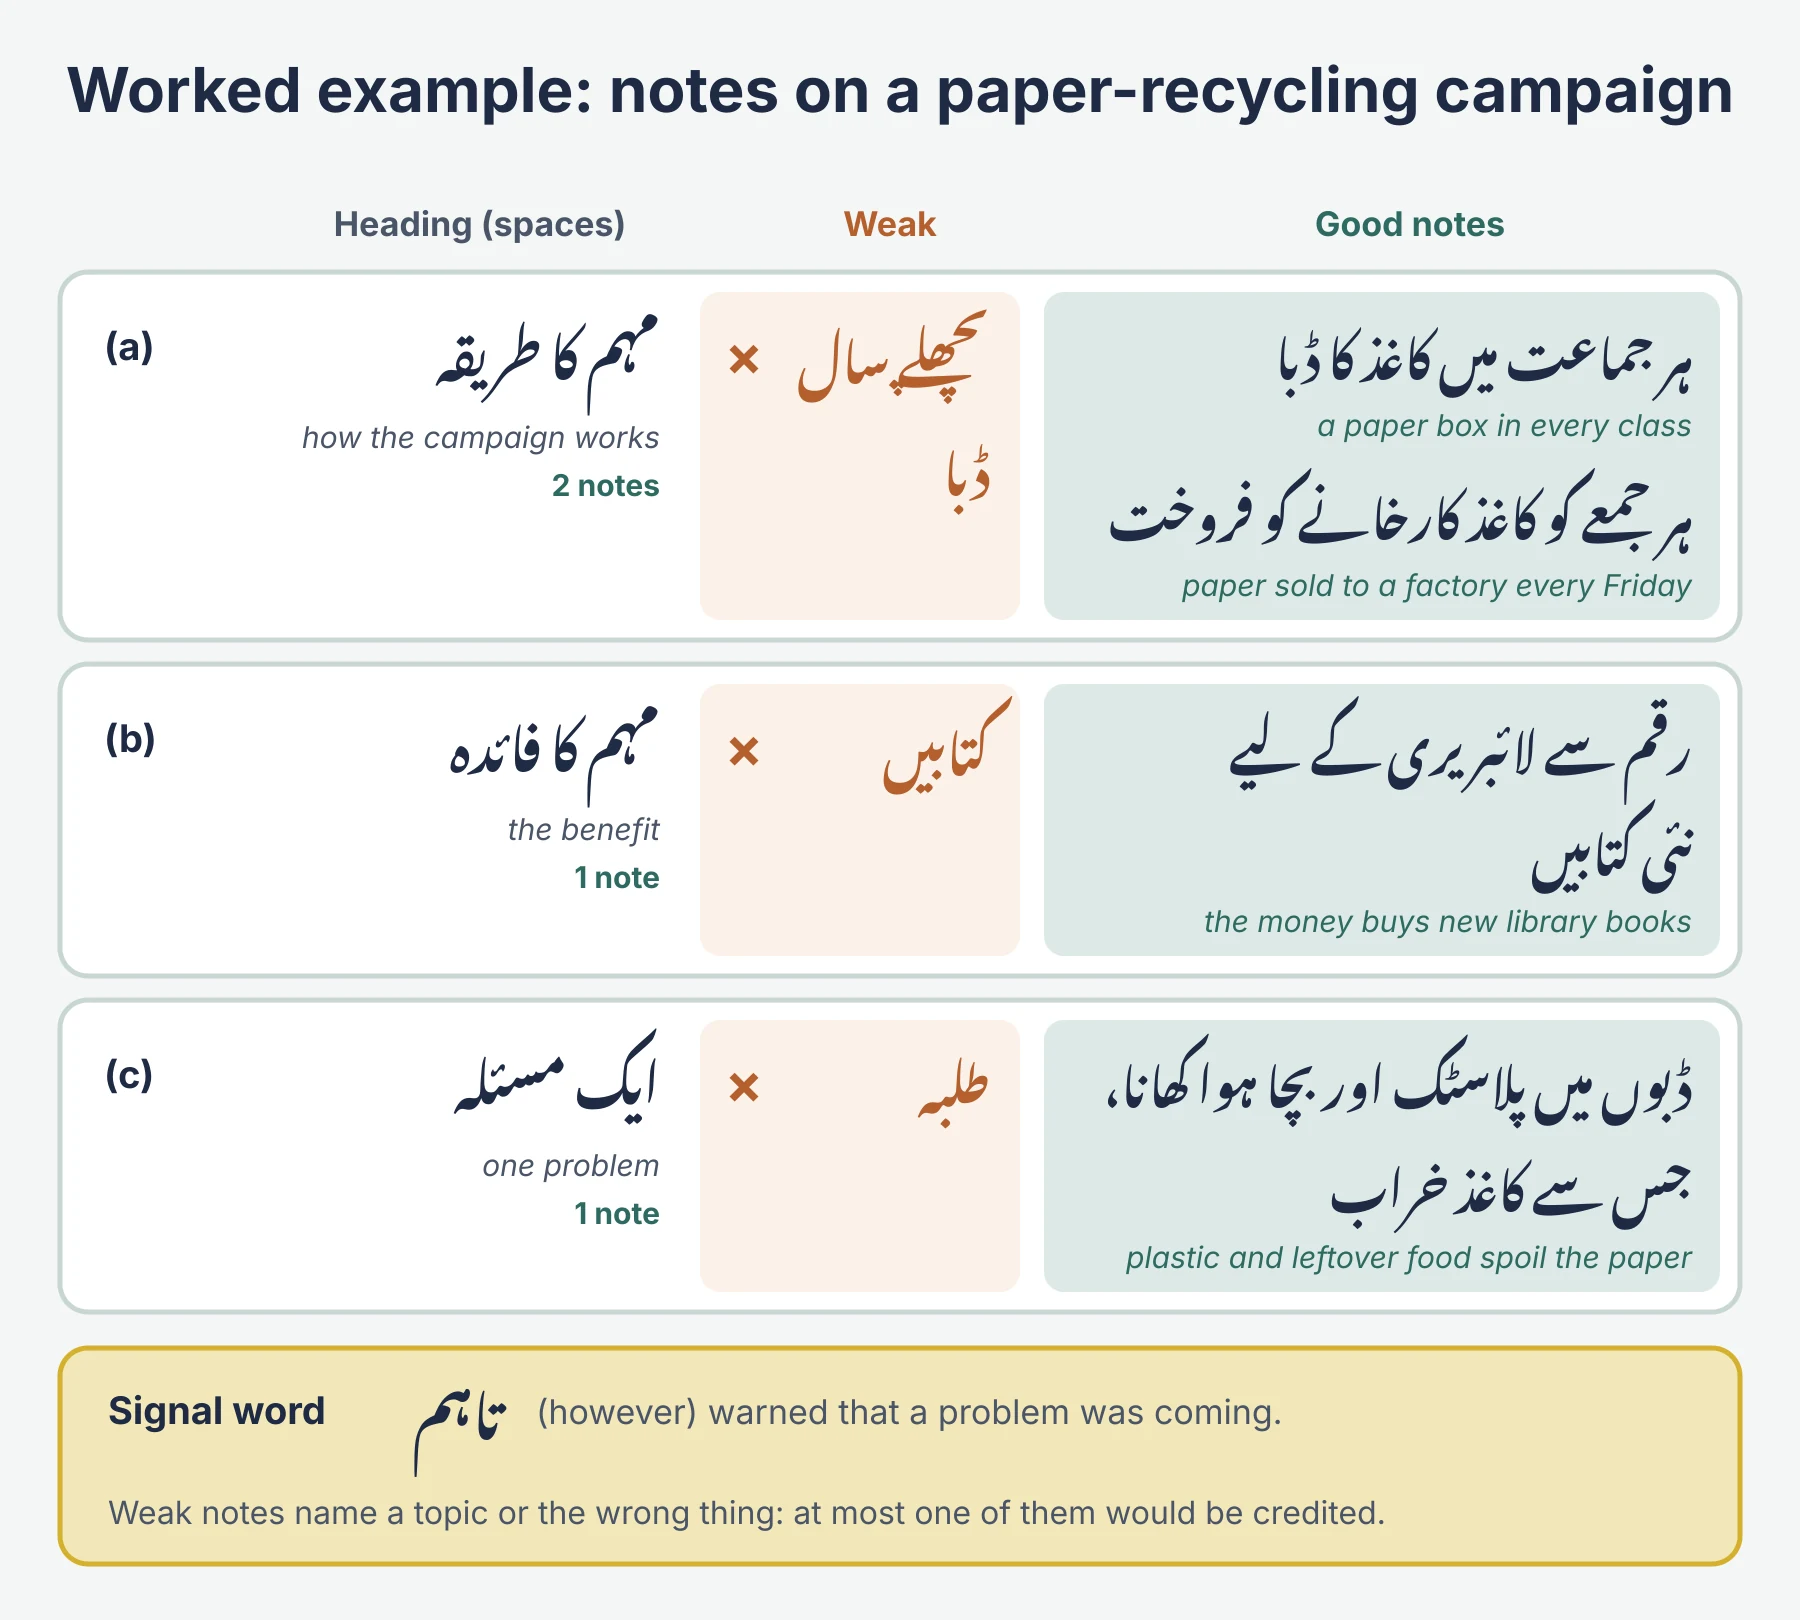 Worked example: notes on a paper-recycling campaign
Heading (spaces)
Weak
Good notes
(a)
مہم کا طریقہ
how the campaign works
2 notes
× پچھلے سال
ڈبا
ہر جماعت میں کاغذ کا ڈبا
a paper box in every class
ہر جمعے کو کاغذ کارخانے کو فروخت
paper sold to a factory every Friday
(b)
مہم کا فائدہ
the benefit
1 note
× کتابیں
رقم سے لائبریری کے لیے
نئی کتابیں
the money buys new library books
(c)
ایک مسئلہ
one problem
1 note
× طلبہ
ڈبوں میں پلاسٹک اور بچا ہوا کھانا،
جس سے کاغذ خراب
plastic and leftover food spoil the paper
Signal word تاہم (however) warned that a problem was coming.
Weak notes name a topic or the wrong thing: at most one of them would be credited.